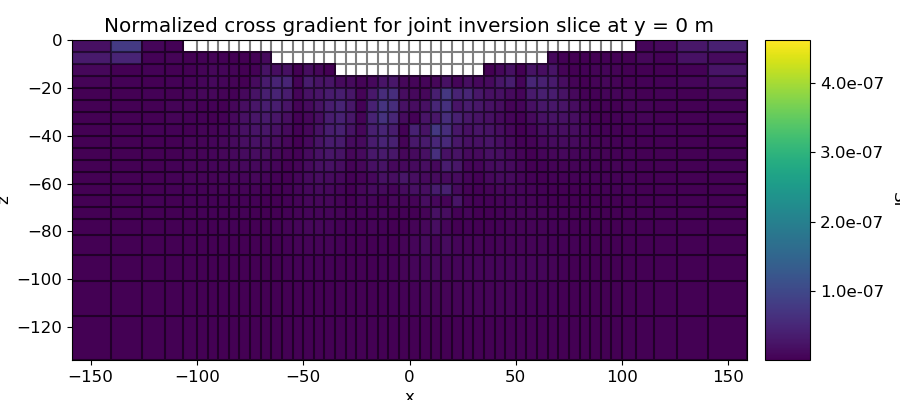 Normalized cross gradient for joint inversion slice at y = 0 m
0
−20
−40
−60
−80
−100
−120
z
−150
−100
−50
0
50
100
150
x
4.0e-07
3.0e-07
2.0e-07
1.0e-07